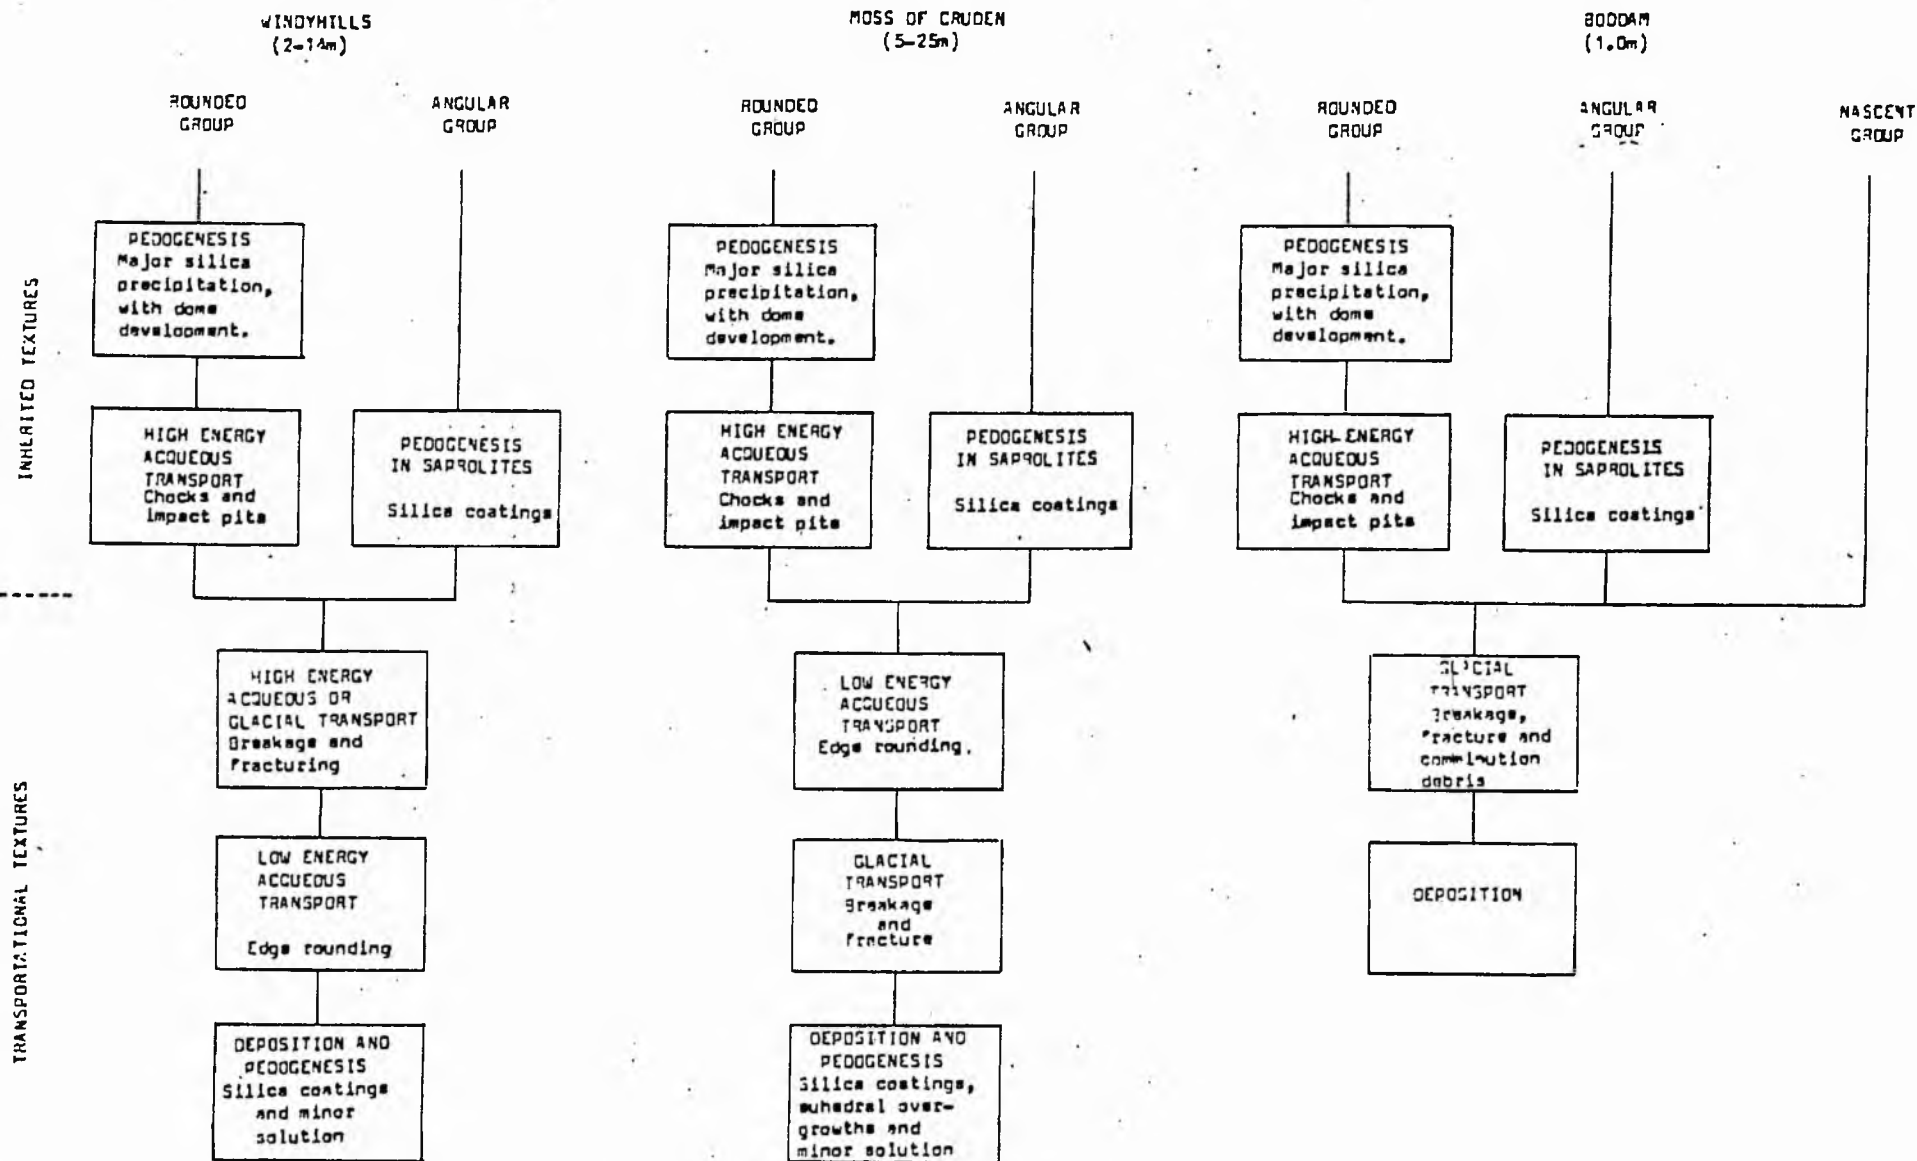 WINDYHILLS
(2-14m)
MOSS OF CRUDEN
(5-25m)
BODDAM
(1.0m)
ROUNDED
GROUP
ANGULAR
GROUP
ROUNDED
GROUP
ANGULAR
GROUP
ROUNDED
GROUP
ANGULAR
GROUP
NASCENT
GROUP
INHERITED TEXTURES
PEDOGENESIS
Major silica
precipitation,
with dome
development.
PEDOGENESIS
Major silica
precipitation,
with dome
development.
PEDOGENESIS
Major silica
precipitation,
with dome
development.
HIGH ENERGY
ACQUEOUS
TRANSPORT
Chocks and
impact pits
PEDOGENESIS
IN SAPROLITES
Silica coatings
HIGH ENERGY
ACQUEOUS
TRANSPORT
Chocks and
impact pits
PEDOGENESIS
IN SAPROLITES
Silica coatings
HIGH ENERGY
ACQUEOUS
TRANSPORT
Chocks and
impact pits
PEDOGENESIS
IN SAPROLITES
Silica coatings
TRANSPORTATIONAL TEXTURES
HIGH ENERGY
ACQUEOUS OR
GLACIAL TRANSPORT
Breakage and
fracturing
LOW ENERGY
ACQUEOUS
TRANSPORT
Edge rounding.
GLACIAL
TRANSPORT
Breakage,
fracture and
comminution
debris
LOW ENERGY
ACQUEOUS
TRANSPORT
Edge rounding
GLACIAL
TRANSPORT
Breakage
and
fracture
DEPOSITION
DEPOSITION AND
PEDOGENESIS
Silica coatings
and minor
solution
DEPOSITION AND
PEDOGENESIS
Silica coatings,
euhedral over-
growths and
minor solution